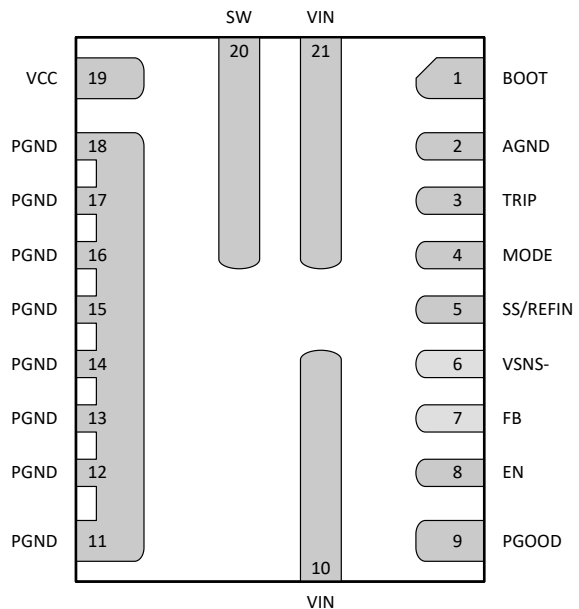 SW VIN
20 21
VCC 19 1 BOOT
PGND 18 2 AGND
PGND 17 3 TRIP
PGND 16 4 MODE
PGND 15 5 SS/REFIN
PGND 14 6 VSNS-
PGND 13 7 FB
PGND 12 8 EN
PGND 11 9 PGOOD
10
VIN